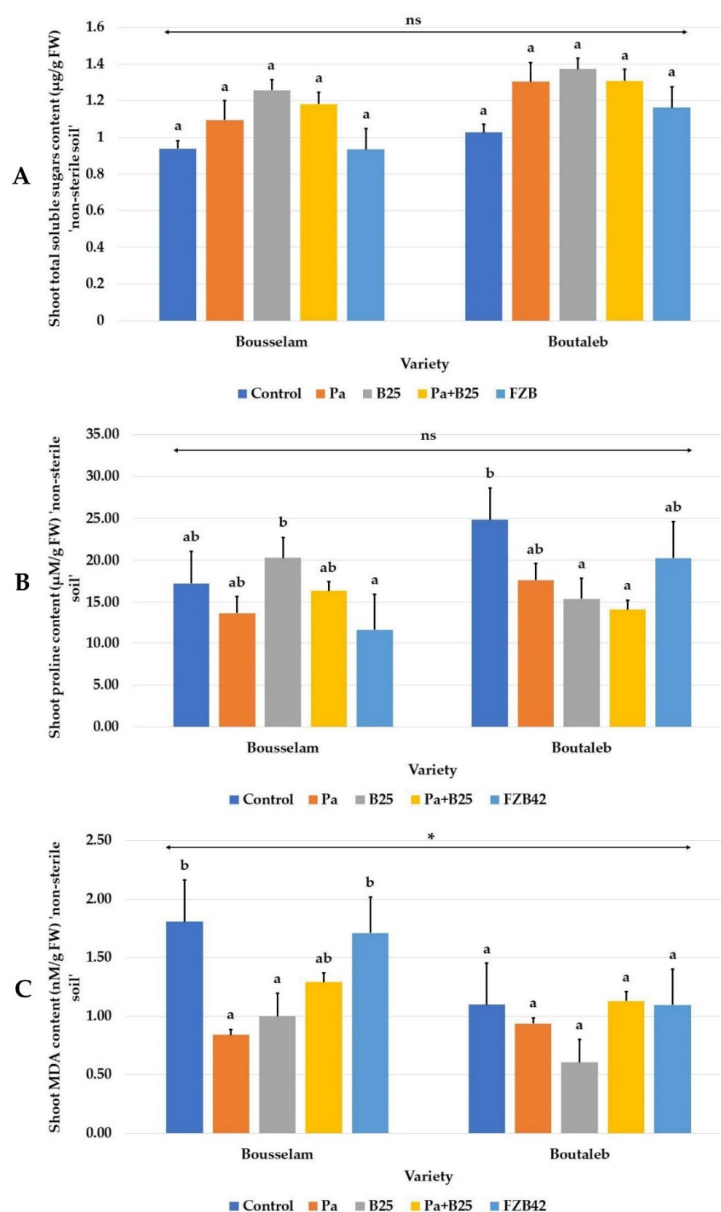 A
Shoot total soluble sugars content (µg/g FW)
'non-sterile soil'
1.6
1.4
1.2
1
0.8
0.6
0.4
0.2
0
ns
a a a a a a a a a a
Bousselam Boutaleb
Variety
Control Pa B25 Pa+B25 FZB
B
Shoot proline content (µM/g FW) 'non-sterile
soil'
35.00
30.00
25.00
20.00
15.00
10.00
5.00
0.00
ns
ab ab b ab a b ab a a ab
Bousselam Boutaleb
Variety
Control Pa B25 Pa+B25 FZB42
C
Shoot MDA content (nM/g FW) 'non-sterile
soil'
2.50
2.00
1.50
1.00
0.50
0.00
*
b a a ab b a a a a a
Bousselam Boutaleb
Variety
Control Pa B25 Pa+B25 FZB42